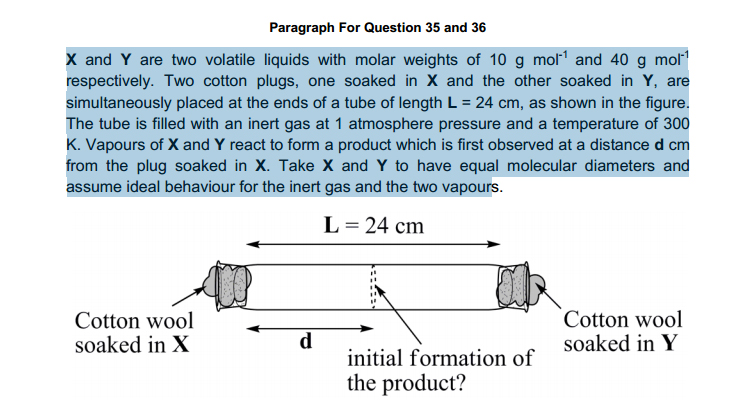 Paragraph For Question 35 and 36
X and Y are two volatile liquids with molar weights of 10 g mol⁻¹ and 40 g mol⁻¹
respectively. Two cotton plugs, one soaked in X and the other soaked in Y, are
simultaneously placed at the ends of a tube of length L = 24 cm, as shown in the figure.
The tube is filled with an inert gas at 1 atmosphere pressure and a temperature of 300
K. Vapours of X and Y react to form a product which is first observed at a distance d cm
from the plug soaked in X. Take X and Y to have equal molecular diameters and
assume ideal behaviour for the inert gas and the two vapours.
L = 24 cm
Cotton wool
soaked in X
d
initial formation of
the product?
Cotton wool
soaked in Y